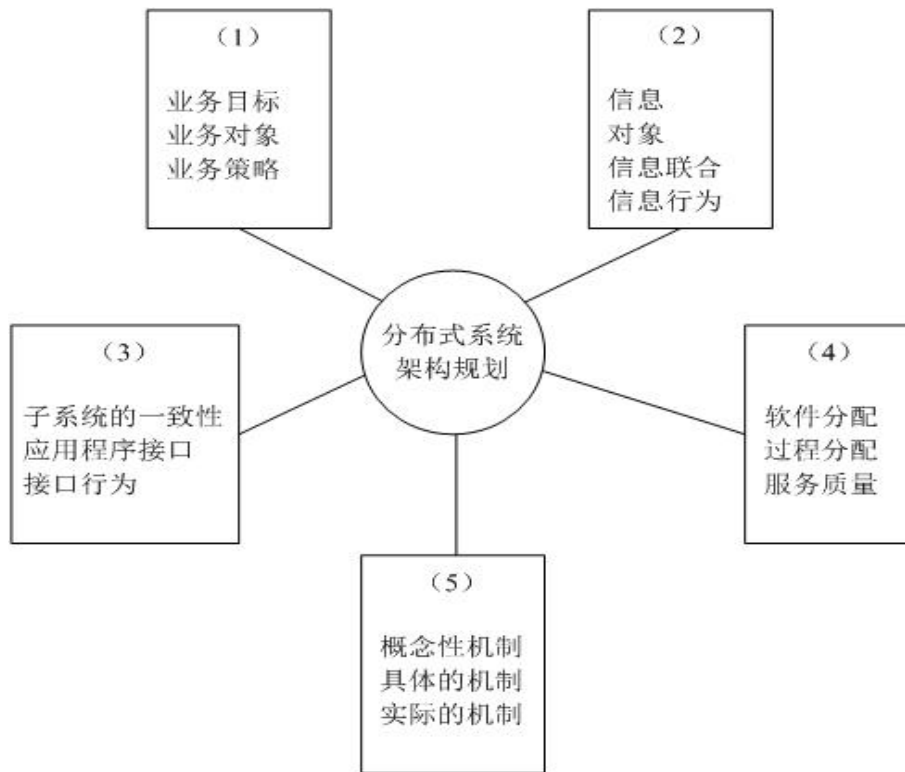 （1）
业务目标
业务对象
业务策略
（2）
信息
对象
信息联合
信息行为
分布式系统
架构规划
（3）
子系统的一致性
应用程序接口
接口行为
（4）
软件分配
过程分配
服务质量
（5）
概念性机制
具体的机制
实际的机制